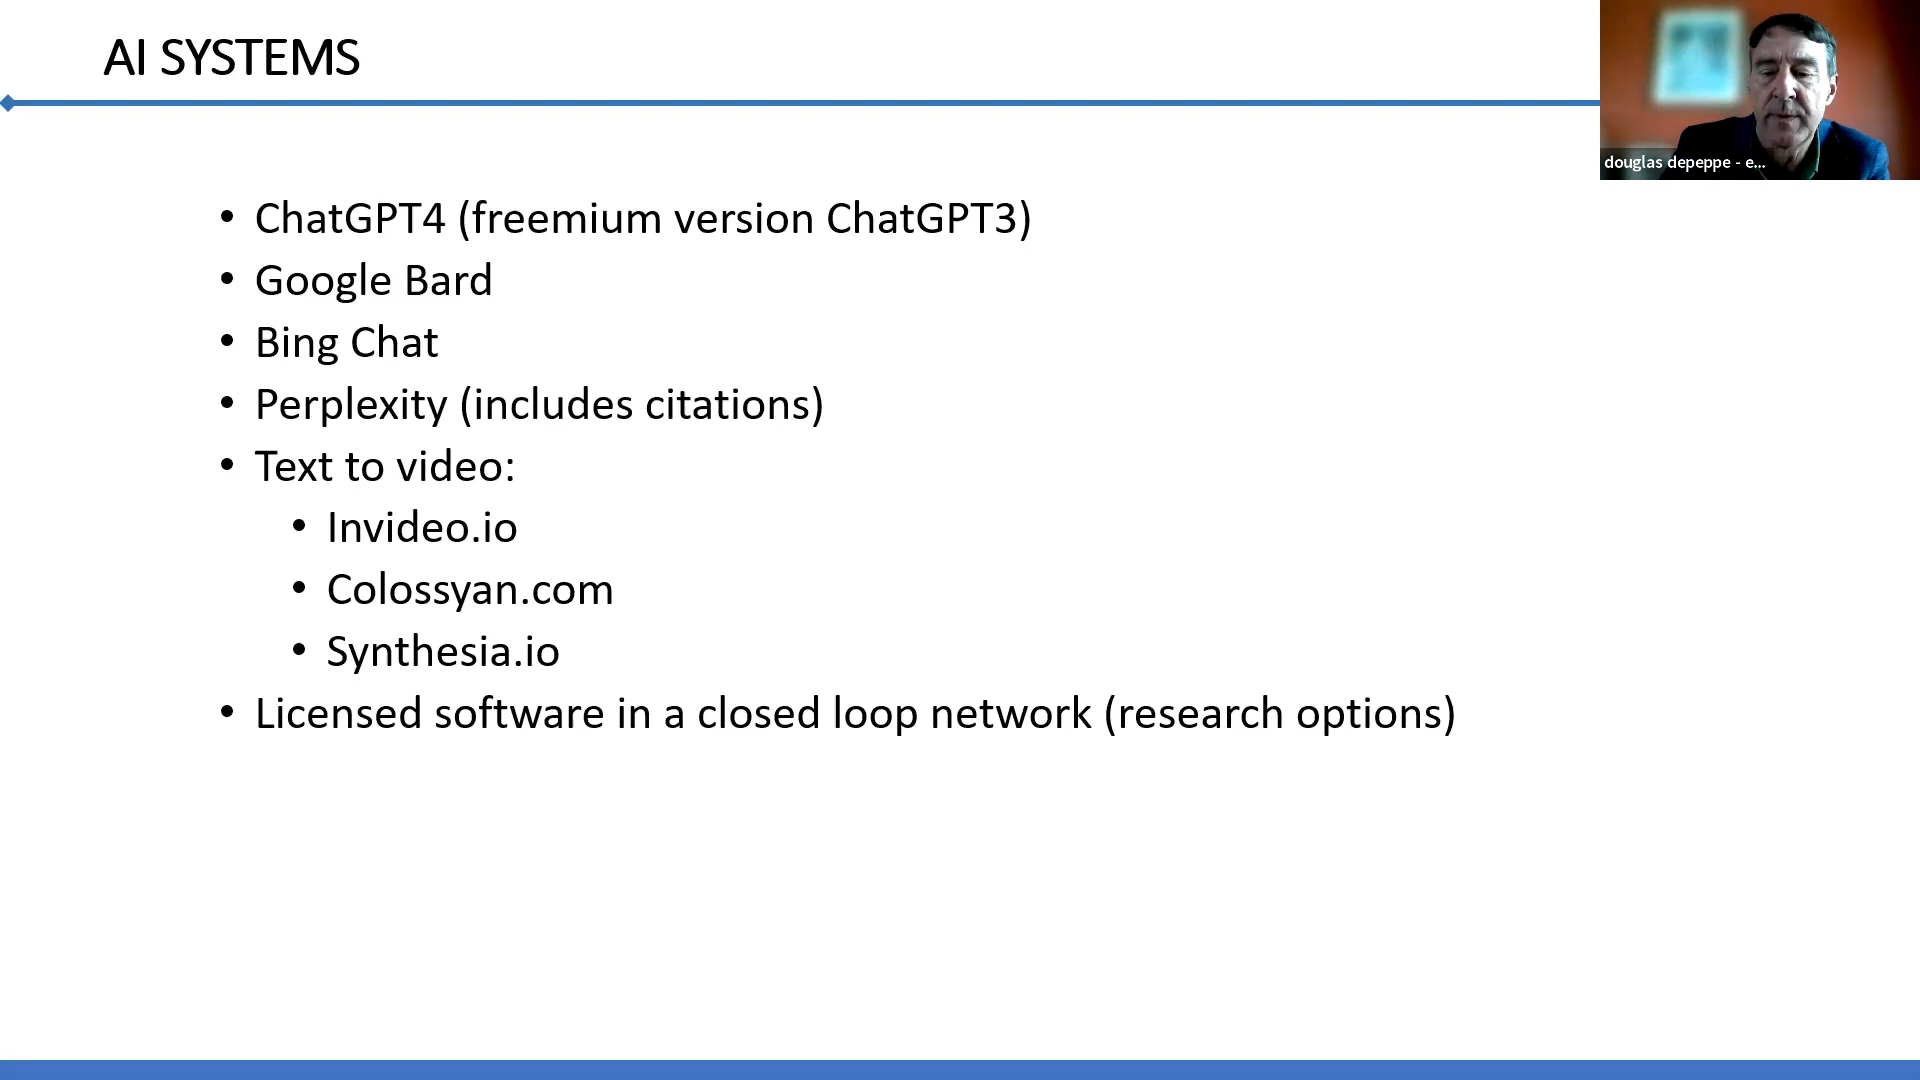 AI SYSTEMS
douglas depeppe - e...
• ChatGPT4 (freemium version ChatGPT3)
• Google Bard
• Bing Chat
• Perplexity (includes citations)
• Text to video:
• Invideo.io
• Colossyan.com
• Synthesia.io
• Licensed software in a closed loop network (research options)